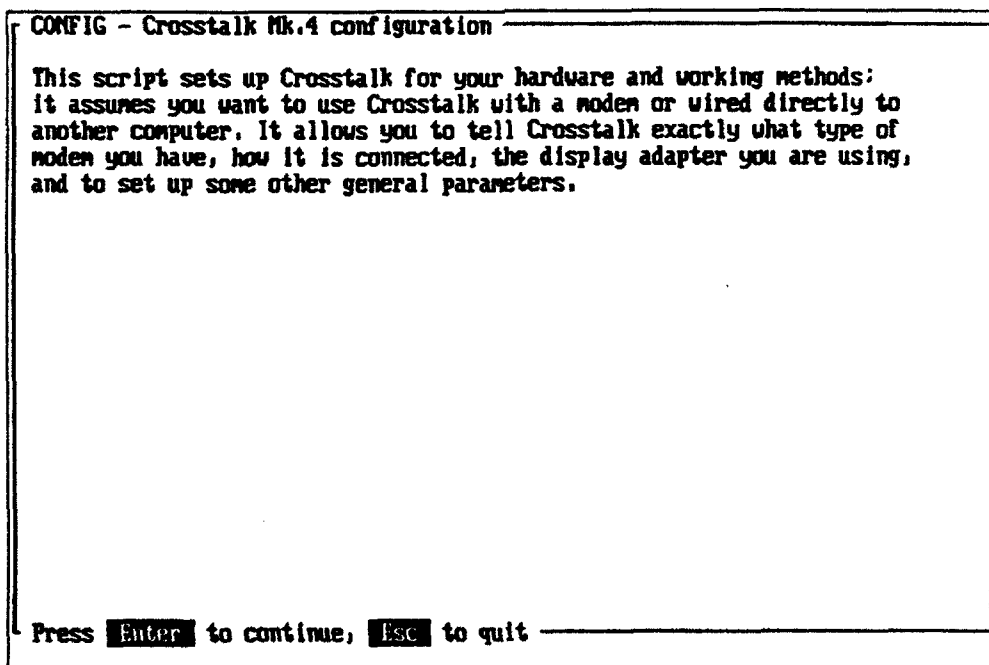 CONFIG - Crosstalk Mk.4 configuration
This script sets up Crosstalk for your hardware and working methods;
it assumes you want to use Crosstalk with a modem or wired directly to
another computer. It allows you to tell Crosstalk exactly what type of
modem you have, how it is connected, the display adapter you are using,
and to set up some other general parameters.
Press Enter to continue, Esc to quit